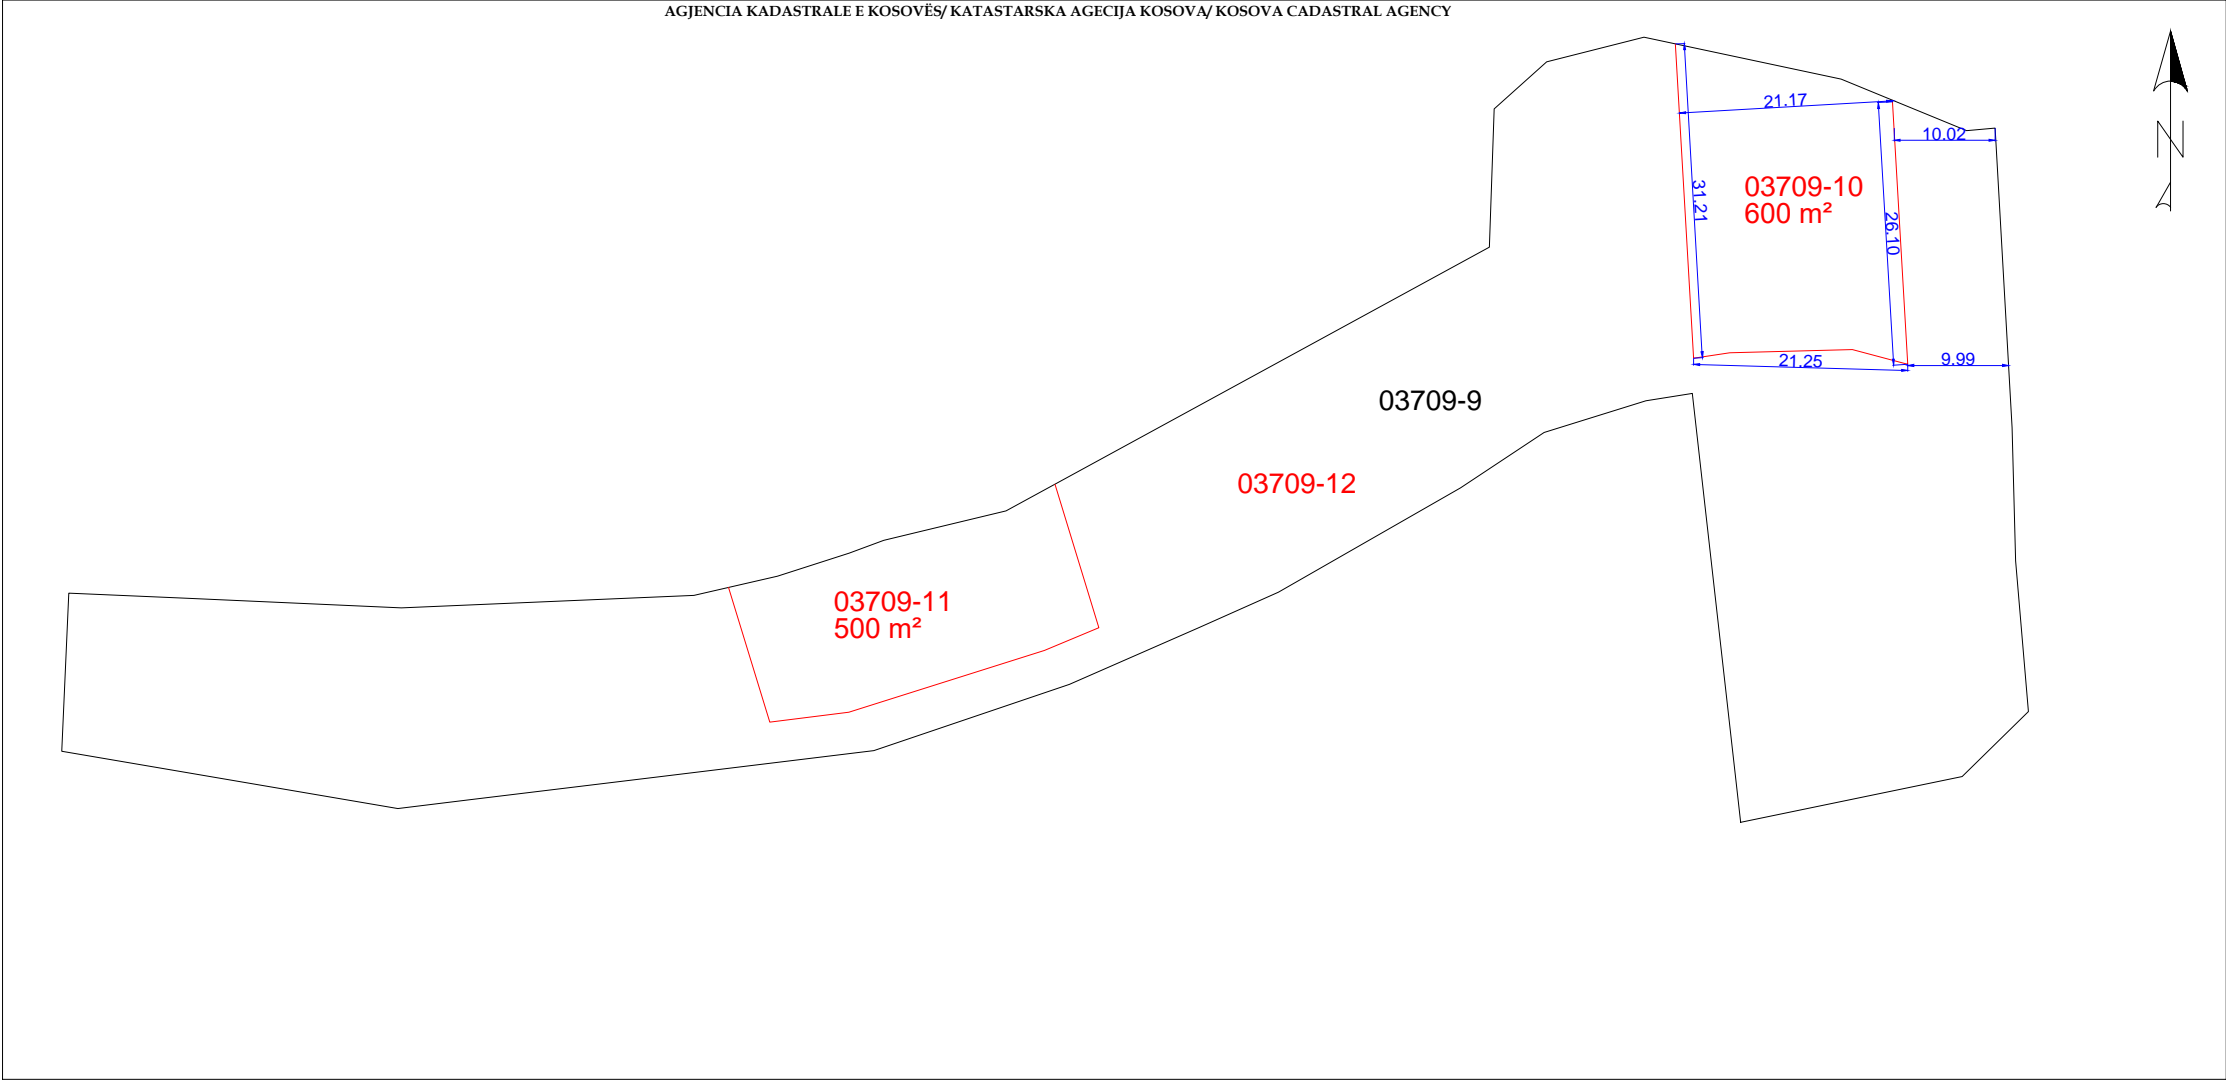 AGJENCIA KADASTRALE E KOSOVËS/ KATASTARSKA AGECIJA KOSOVA/ KOSOVA CADASTRAL AGENCY
21.17
10.02
N
31.21
03709-10
600 m²
26.10
21.25
9.99
03709-9
03709-12
03709-11
500 m²